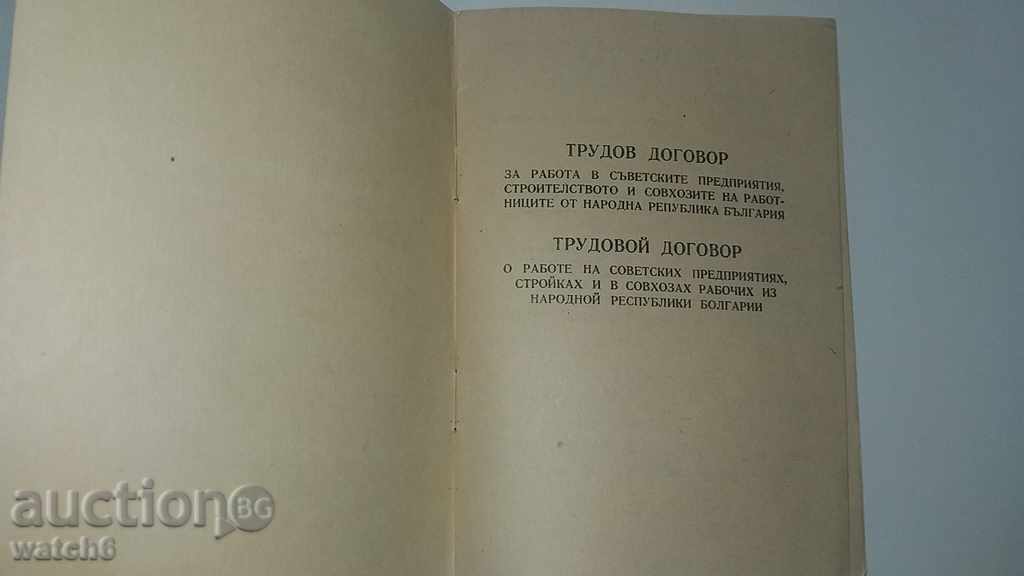 ТРУДОВ ДОГОВОР
ЗА РАБОТА В СЪВЕТСКИТЕ ПРЕДПРИЯТИЯ,
СТРОИТЕЛСТВОТО И СОВХОЗИТЕ НА РАБОТ-
НИЦИТЕ ОТ НАРОДНА РЕПУБЛИКА БЪЛГАРИЯ
ТРУДОВОЙ ДОГОВОР
О РАБОТЕ НА СОВЕТСКИХ ПРЕДПРИЯТИЯХ,
СТРОЙКАХ И В СОВХОЗАХ РАБОЧИХ ИЗ
НАРОДНОЙ РЕСПУБЛИКИ БОЛГАРИИ
auction BG
watch6